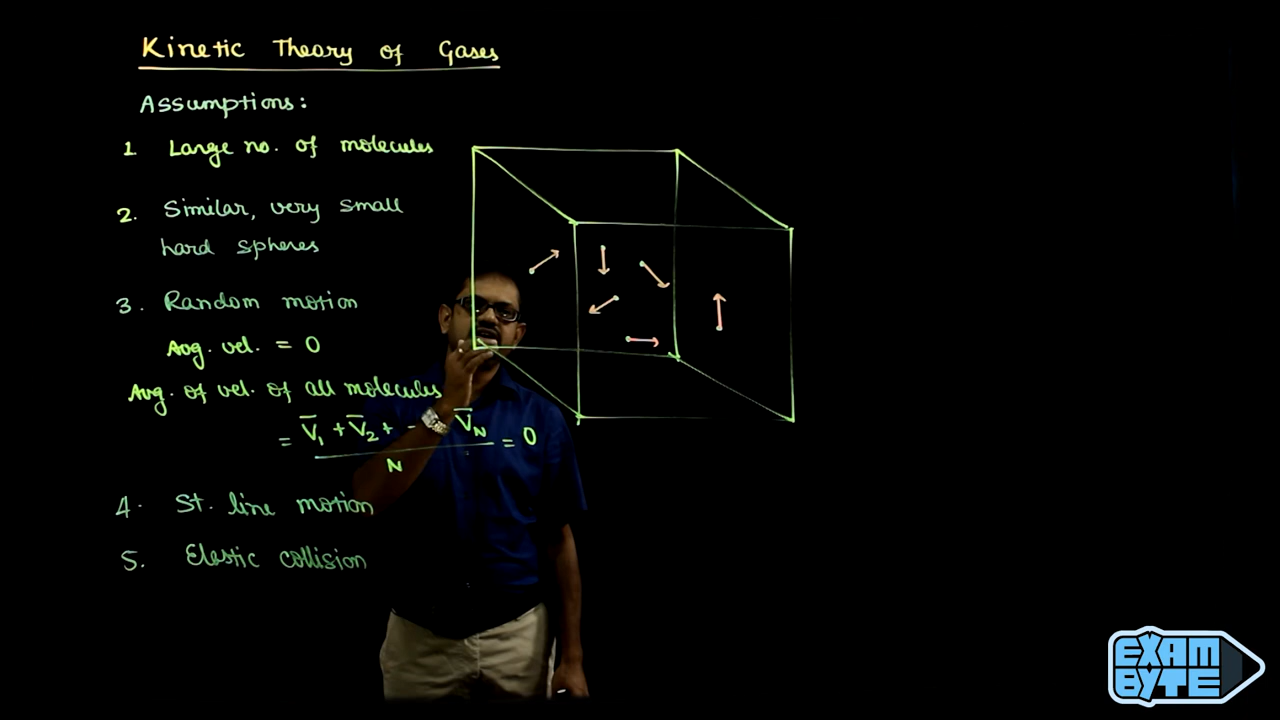 Kinetic Theory of Gases
Assumptions:
1. Large no. of molecules
2. Similar, very small
hard spheres
3. Random motion
Avg. vel. = 0
Avg. of vel. of all molecules
= (V̄₁ + V̄₂ + - V̄_N) / N = 0
4. St. line motion
5. Elastic collision
EXAM
BYTE